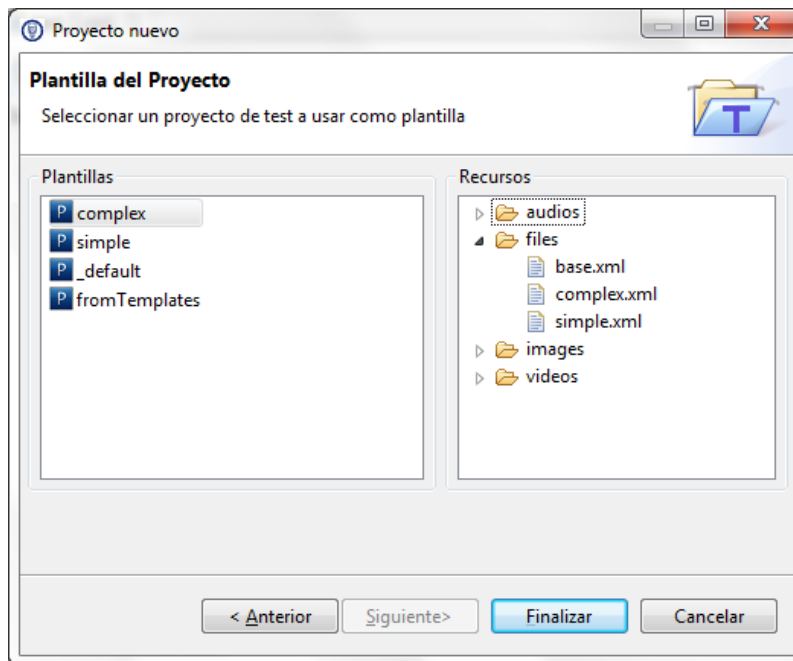 Proyecto nuevo
Plantilla del Proyecto
Seleccionar un proyecto de test a usar como plantilla
T
Plantillas
P complex
P simple
P _default
P fromTemplates
Recursos
audios
files
base.xml
complex.xml
simple.xml
images
videos
< Anterior
Siguiente>
Finalizar
Cancelar